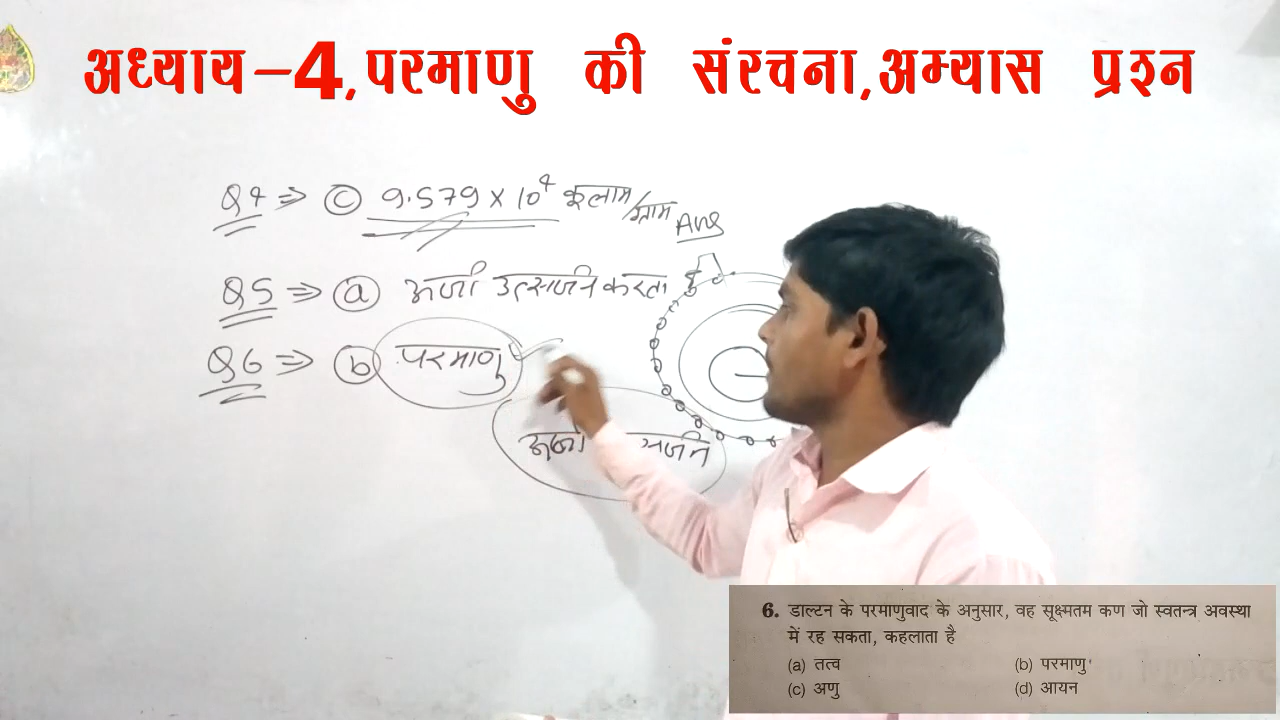 अध्याय-4,परमाणु की संरचना,अभ्यास प्रश्न
Q4 ⇒ (c) 9.579 × 10⁴ कूलाम/ग्राम Ans
Q5 ⇒ (a) ऊर्जा उत्सर्जन करता है
Q6 ⇒ (b) परमाणु
ऊर्जा
6. डाल्टन के परमाणुवाद के अनुसार, वह सूक्ष्मतम कण जो स्वतन्त्र अवस्था
में रह सकता, कहलाता है
(a) तत्व (b) परमाणु
(c) अणु (d) आयन